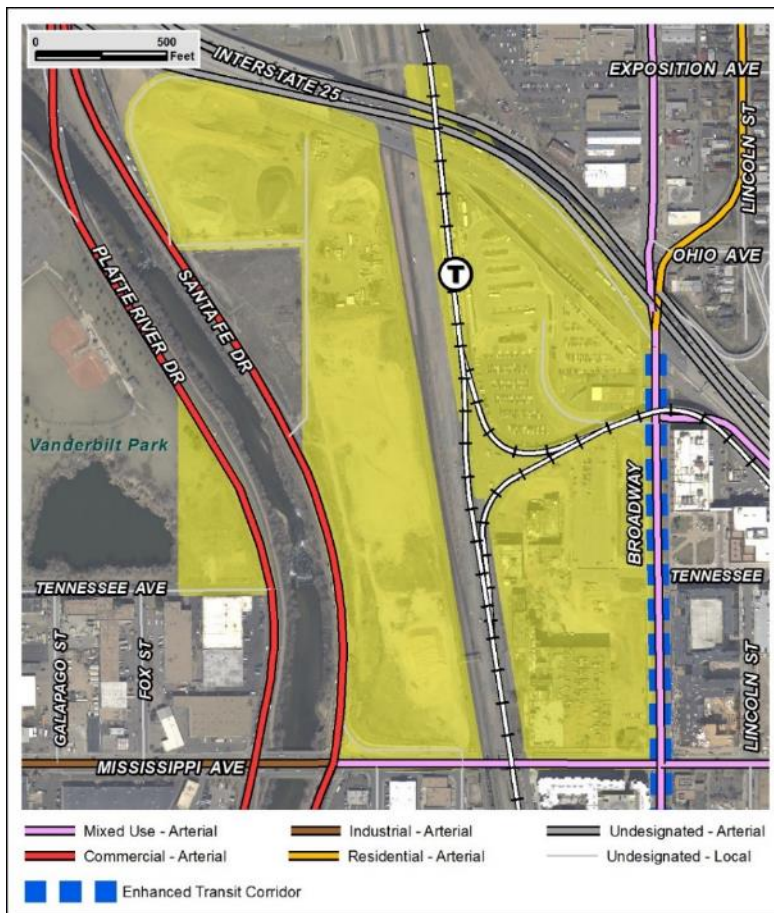 0 500
Feet
INTERSTATE 25
EXPOSITION AVE
LINCOLN ST
OHIO AVE
T
PLATTE RIVER DR
SANTA FE DR
Vanderbilt Park
BROADWAY
TENNESSEE AVE
TENNESSEE
GALAPAGO ST
FOX ST
LINCOLN ST
MISSISSIPPI AVE
Mixed Use - Arterial
Industrial - Arterial
Undesignated - Arterial
Commercial - Arterial
Residential - Arterial
Undesignated - Local
Enhanced Transit Corridor